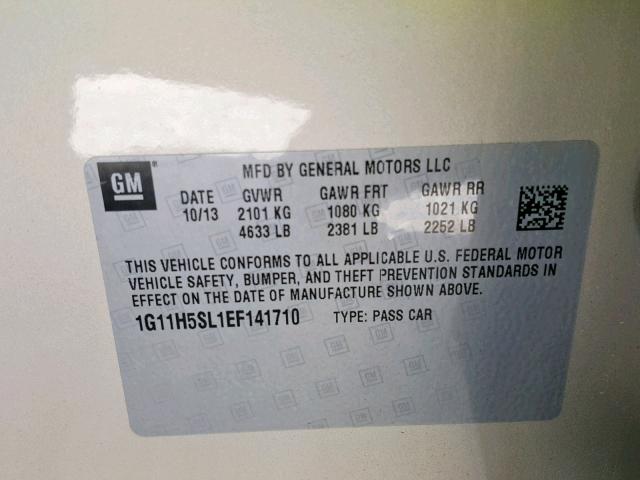 GM® MFD BY GENERAL MOTORS LLC
DATE GVWR GAWR FRT GAWR RR
10/13 2101 KG 1080 KG 1021 KG
4633 LB 2381 LB 2252 LB
THIS VEHICLE CONFORMS TO ALL APPLICABLE U.S. FEDERAL MOTOR
VEHICLE SAFETY, BUMPER, AND THEFT PREVENTION STANDARDS IN
EFFECT ON THE DATE OF MANUFACTURE SHOWN ABOVE.
1G11H5SL1EF141710 TYPE: PASS CAR